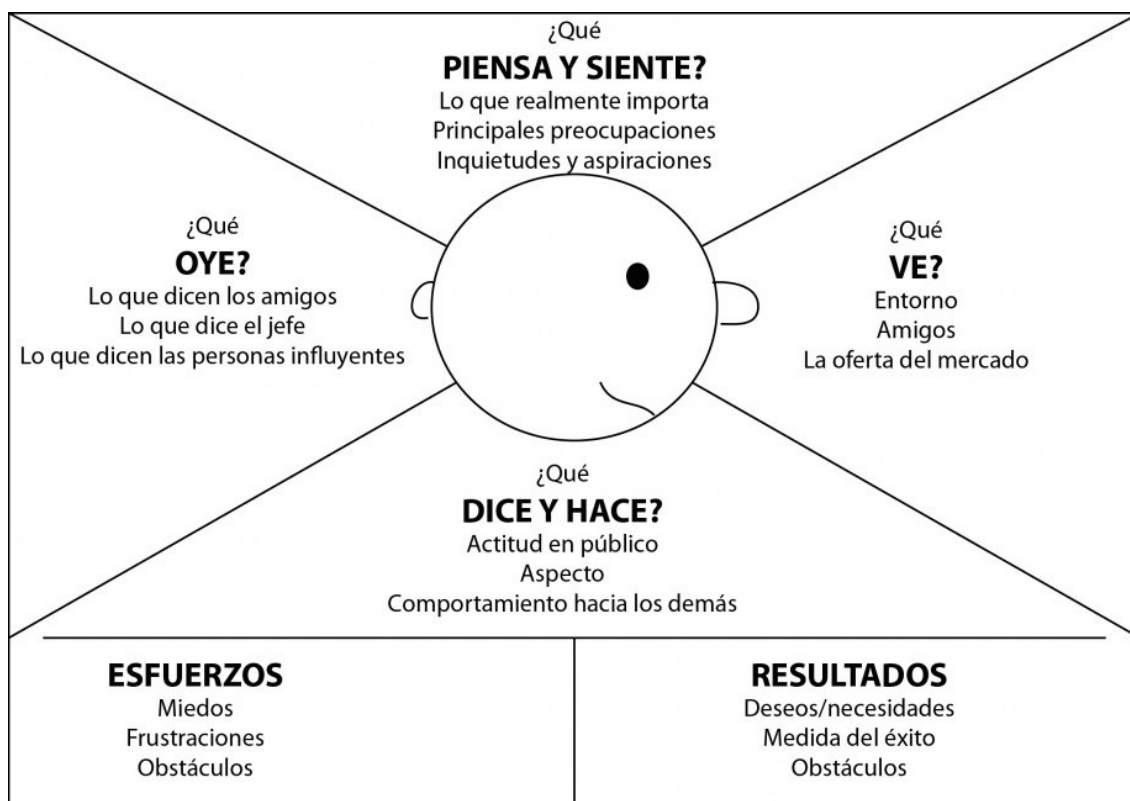 ¿Qué
PIENSA Y SIENTE?
Lo que realmente importa
Principales preocupaciones
Inquietudes y aspiraciones
¿Qué
OYE?
Lo que dicen los amigos
Lo que dice el jefe
Lo que dicen las personas influyentes
¿Qué
VE?
Entorno
Amigos
La oferta del mercado
¿Qué
DICE Y HACE?
Actitud en público
Aspecto
Comportamiento hacia los demás
ESFUERZOS
Miedos
Frustraciones
Obstáculos
RESULTADOS
Deseos/necesidades
Medida del éxito
Obstáculos